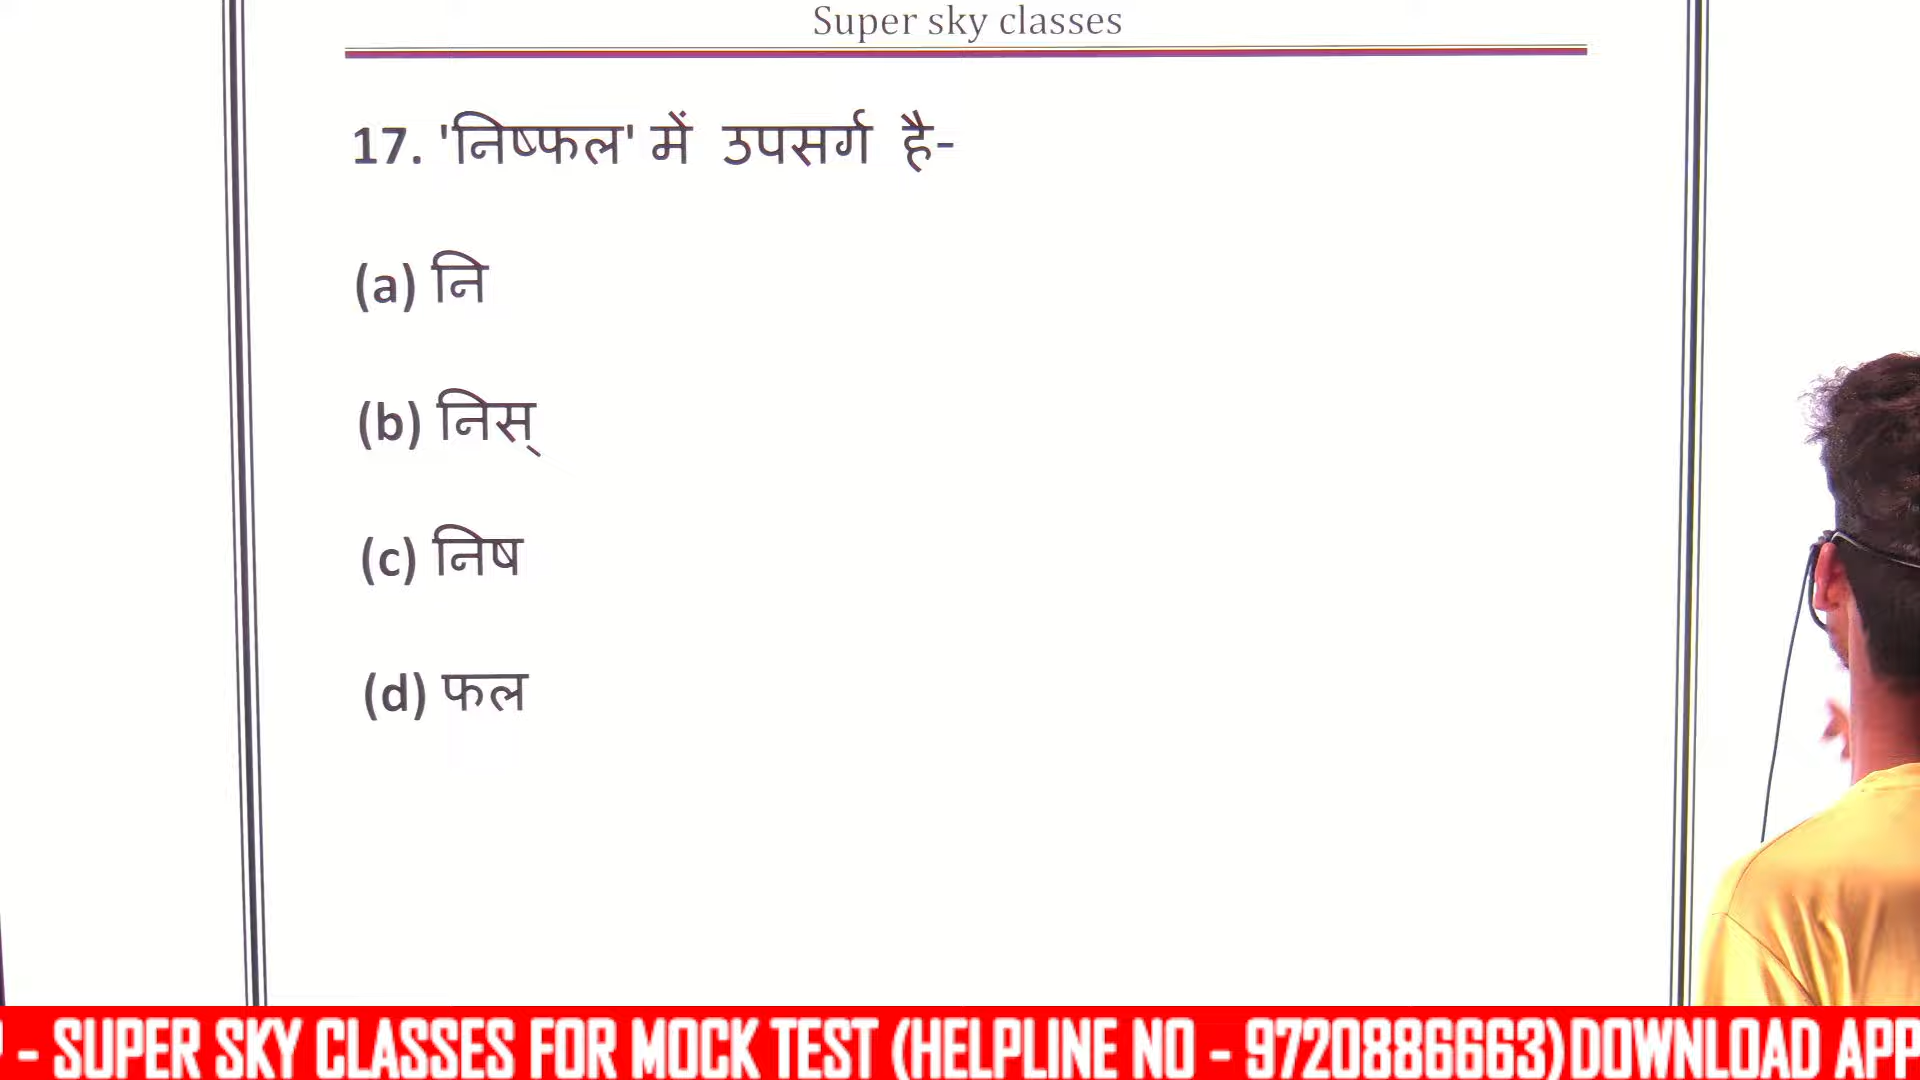 Super sky classes
17. 'निष्फल' में उपसर्ग है-
(a) नि
(b) निस्
(c) निष
(d) फल
- SUPER SKY CLASSES FOR MOCK TEST (HELPLINE NO - 9720886663)DOWNLOAD APP